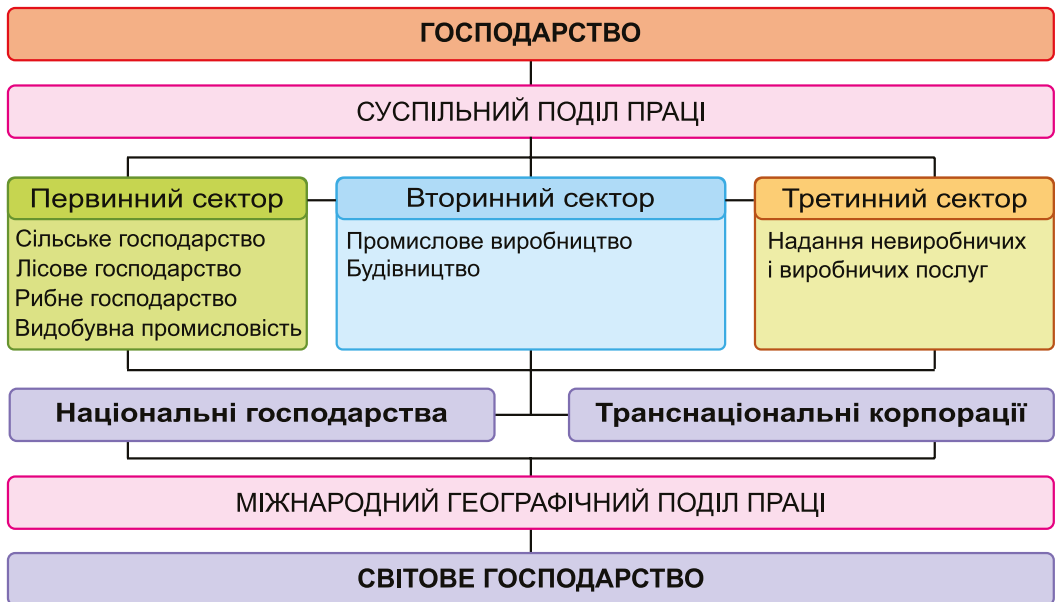 ГОСПОДАРСТВО
СУСПІЛЬНИЙ ПОДІЛ ПРАЦІ
Первинний сектор
Сільське господарство
Лісове господарство
Рибне господарство
Видобувна промисловість
Вторинний сектор
Промислове виробництво
Будівництво
Третинний сектор
Надання невиробничих
і виробничих послуг
Національні господарства
Транснаціональні корпорації
МІЖНАРОДНИЙ ГЕОГРАФІЧНИЙ ПОДІЛ ПРАЦІ
СВІТОВЕ ГОСПОДАРСТВО